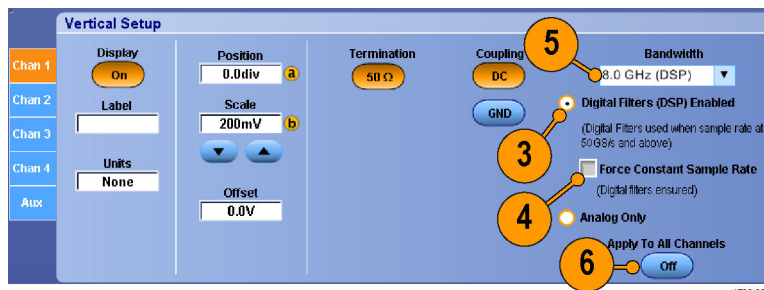 Vertical Setup
Chan 1
Chan 2
Chan 3
Chan 4
Aux
Display
On
Label
Units
None
Position
0.0div
a
Scale
200mV
b
Offset
0.0V
Termination
50 Ω
Coupling
DC
GND
5
Bandwidth
8.0 GHz (DSP)
Digital Filters (DSP) Enabled
(Digital Filters used when sample rate at
50GS/s and above)
3
Force Constant Sample Rate
(Digital filters ensured)
4
Analog Only
Apply To All Channels
6
Off